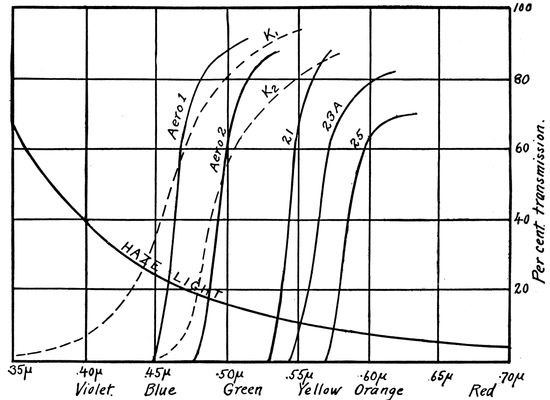 100
80
60
40
20
Per cent. transmission.
K1
K2
Aero 1
Aero 2
21
23A
25
HAZE LIGHT
.35μ .40μ .45μ .50μ .55μ .60μ .65μ .70μ
Violet. Blue Green Yellow Orange Red